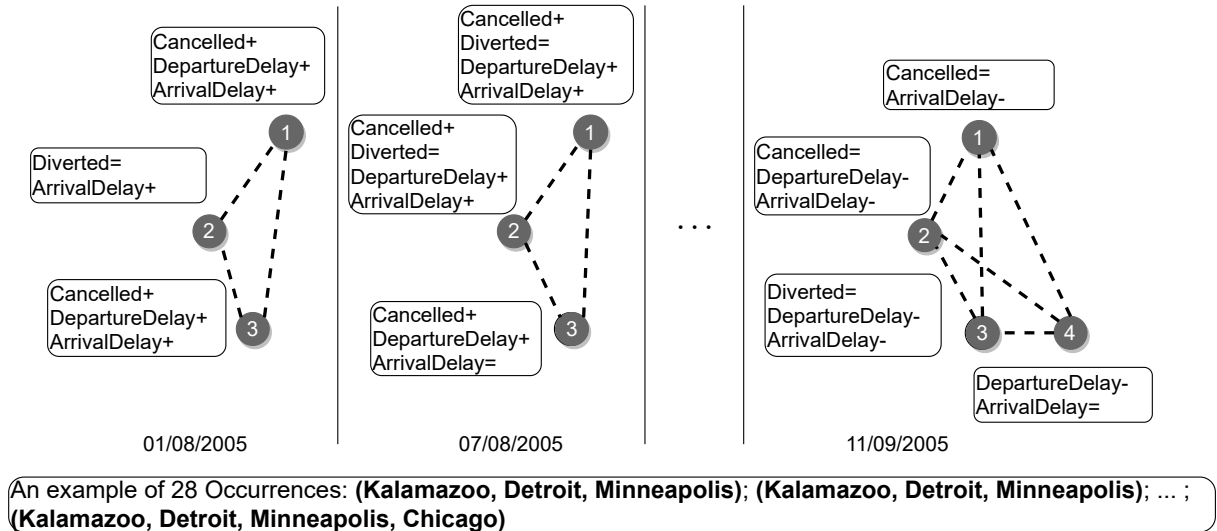 Cancelled+
DepartureDelay+
ArrivalDelay+
1
Diverted=
ArrivalDelay+
2
Cancelled+
DepartureDelay+
ArrivalDelay+
3
01/08/2005
Cancelled+
Diverted=
DepartureDelay+
ArrivalDelay+
1
Cancelled+
Diverted=
DepartureDelay+
ArrivalDelay+
2
Cancelled+
DepartureDelay+
ArrivalDelay=
3
07/08/2005
...
Cancelled=
ArrivalDelay-
1
Cancelled=
DepartureDelay-
ArrivalDelay-
2
Diverted=
DepartureDelay-
ArrivalDelay-
3
4
DepartureDelay-
ArrivalDelay=
11/09/2005
An example of 28 Occurrences: (Kalamazoo, Detroit, Minneapolis); (Kalamazoo, Detroit, Minneapolis); ... ;
(Kalamazoo, Detroit, Minneapolis, Chicago)